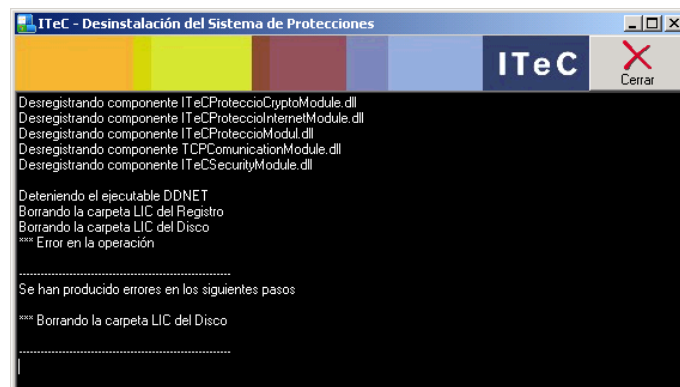 ITeC - Desinstalación del Sistema de Protecciones
ITeC
Cerrar
Desregistrando componente ITeCProteccioCryptoModule.dll
Desregistrando componente ITeCProteccioInternetModule.dll
Desregistrando componente ITeCProteccioModul.dll
Desregistrando componente TCPComunicationModule.dll
Desregistrando componente ITeCSecurityModule.dll
Deteniendo el ejecutable DDNET
Borrando la carpeta LIC del Registro
Borrando la carpeta LIC del Disco
*** Error en la operación
-----------------------------------------------------------
Se han producido errores en los siguientes pasos
*** Borrando la carpeta LIC del Disco
-----------------------------------------------------------